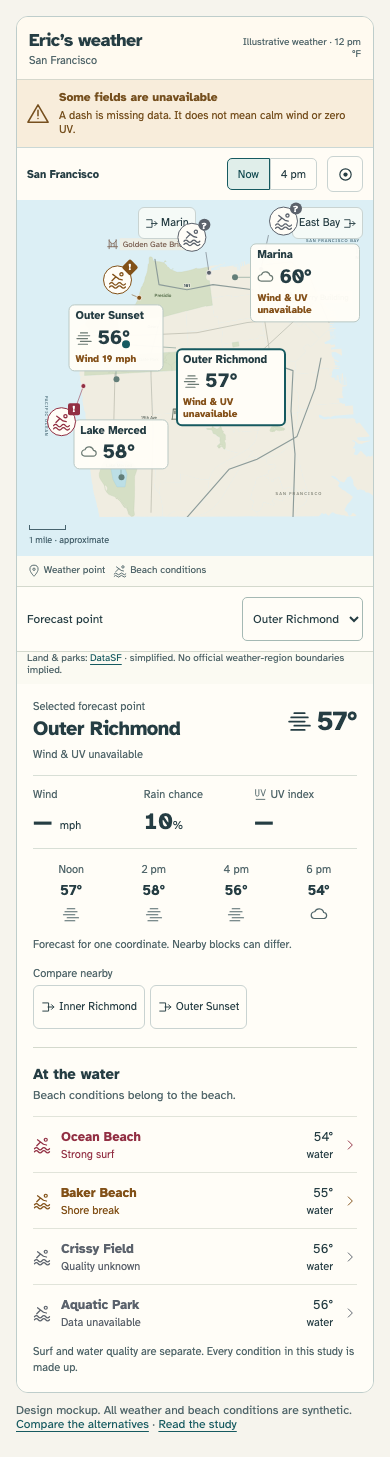 Eric's weather
San Francisco
Illustrative weather · 12 pm
°F
Some fields are unavailable
A dash is missing data. It does not mean calm wind or zero
UV.
San Francisco
Now
4 pm
Marin
?
?
East Bay
Golden Gate Bri
SAN FRANCISCO BAY
!
Marina
60°
Wind & UV
unavailable
101
Presidio
Outer Sunset
56°
Wind 19 mph
Outer Richmond
57°
Wind & UV
unavailable
PACIFIC OCEAN
!
19th Ave
Lake Merced
58°
SAN FRANCISCO
1 mile · approximate
Weather point
Beach conditions
Forecast point
Outer Richmond
Land & parks: DataSF · simplified. No official weather-region boundaries
implied.
Selected forecast point
Outer Richmond
57°
Wind & UV unavailable
Wind
Rain chance
UV UV index
— mph
10%
—
Noon
2 pm
4 pm
6 pm
57°
58°
56°
54°
Forecast for one coordinate. Nearby blocks can differ.
Compare nearby
Inner Richmond
Outer Sunset
At the water
Beach conditions belong to the beach.
Ocean Beach
Strong surf
54°
water
Baker Beach
Shore break
55°
water
Crissy Field
Quality unknown
56°
water
Aquatic Park
Data unavailable
56°
water
Surf and water quality are separate. Every condition in this study is
made up.
Design mockup. All weather and beach conditions are synthetic.
Compare the alternatives · Read the study